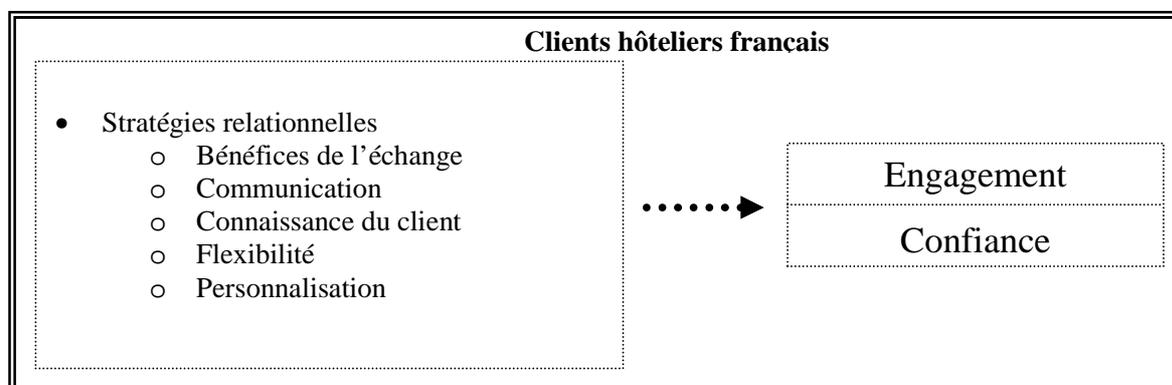 Clients hôteliers français
• Stratégies relationnelles
o Bénéfices de l’échange
o Communication
o Connaissance du client
o Flexibilité
o Personnalisation
Engagement
Confiance